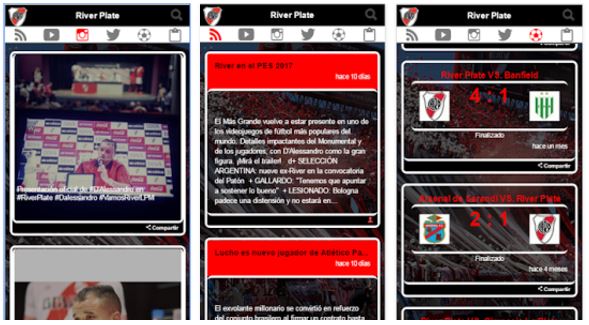 River Plate
Presentación oficial de #D'Alessandro en
#RiverPlate #Dalessandro #VamosRiverLPM
Compartir
River Plate
River en el PES 2017
hace 10 días
El Más Grande vuelve a estar presente en uno de
los videojuegos de fútbol más populares del
mundo. Detalles impactantes del Monumental y
de los jugadores, con D'Alessandro como la gran
figura. ¡Mirá el trailer! d+ SELECCIÓN
ARGENTINA: nueve ex-River en la convocatoria
del Patón + GALLARDO: "Tenemos que apuntar
a sostener lo bueno" + LESIONADO: Bologna
padece una distensión y no estará en…
Lucho es nuevo jugador de Atlético Pa...
hace 10 días
El exvolante millonario se convirtió en refuerzo
del conjunto brasileño al firmar un contrato hasta
River Plate
Compartir
River Plate VS. Banfield
4 - 1
Finalizado
hace un mes
Compartir
Arsenal de Sarandí VS. River Plate
2 - 1
Finalizado
hace 4 meses
Compartir